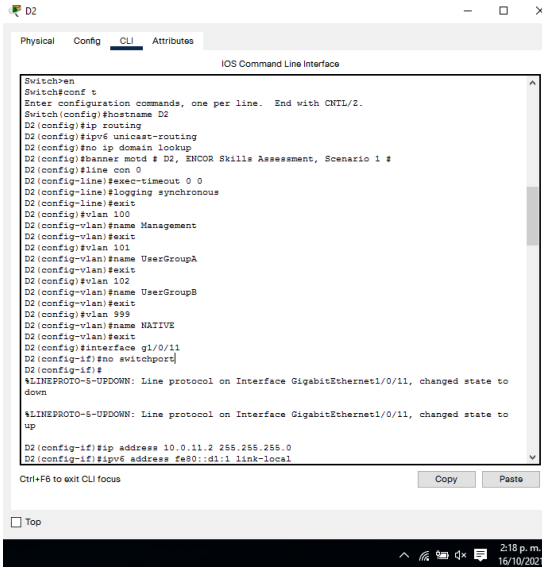 D2
Physical Config CLI Attributes
IOS Command Line Interface
Switch>en
Switch#conf t
Enter configuration commands, one per line. End with CNTL/Z.
Switch(config)#hostname D2
D2(config)#ip routing
D2(config)#ipv6 unicast-routing
D2(config)#no ip domain lookup
D2(config)#banner motd # D2, ENCOR Skills Assessment, Scenario 1 #
D2(config)#line con 0
D2(config-line)#exec-timeout 0 0
D2(config-line)#logging synchronous
D2(config-line)#exit
D2(config)#vlan 100
D2(config-vlan)#name Management
D2(config-vlan)#exit
D2(config)#vlan 101
D2(config-vlan)#name UserGroupA
D2(config-vlan)#exit
D2(config)#vlan 102
D2(config-vlan)#name UserGroupB
D2(config-vlan)#exit
D2(config)#vlan 999
D2(config-vlan)#name NATIVE
D2(config-vlan)#exit
D2(config)#interface g1/0/11
D2(config-if)#no switchport
D2(config-if)#
%LINEPROTO-5-UPDOWN: Line protocol on Interface GigabitEthernet1/0/11, changed state to
down
%LINEPROTO-5-UPDOWN: Line protocol on Interface GigabitEthernet1/0/11, changed state to
up
D2(config-if)#ip address 10.0.11.2 255.255.255.0
D2(config-if)#ipv6 address fe80::d1:1 link-local
Ctrl+F6 to exit CLI focus
Copy Paste
Top
2:18 p. m.
16/10/2021